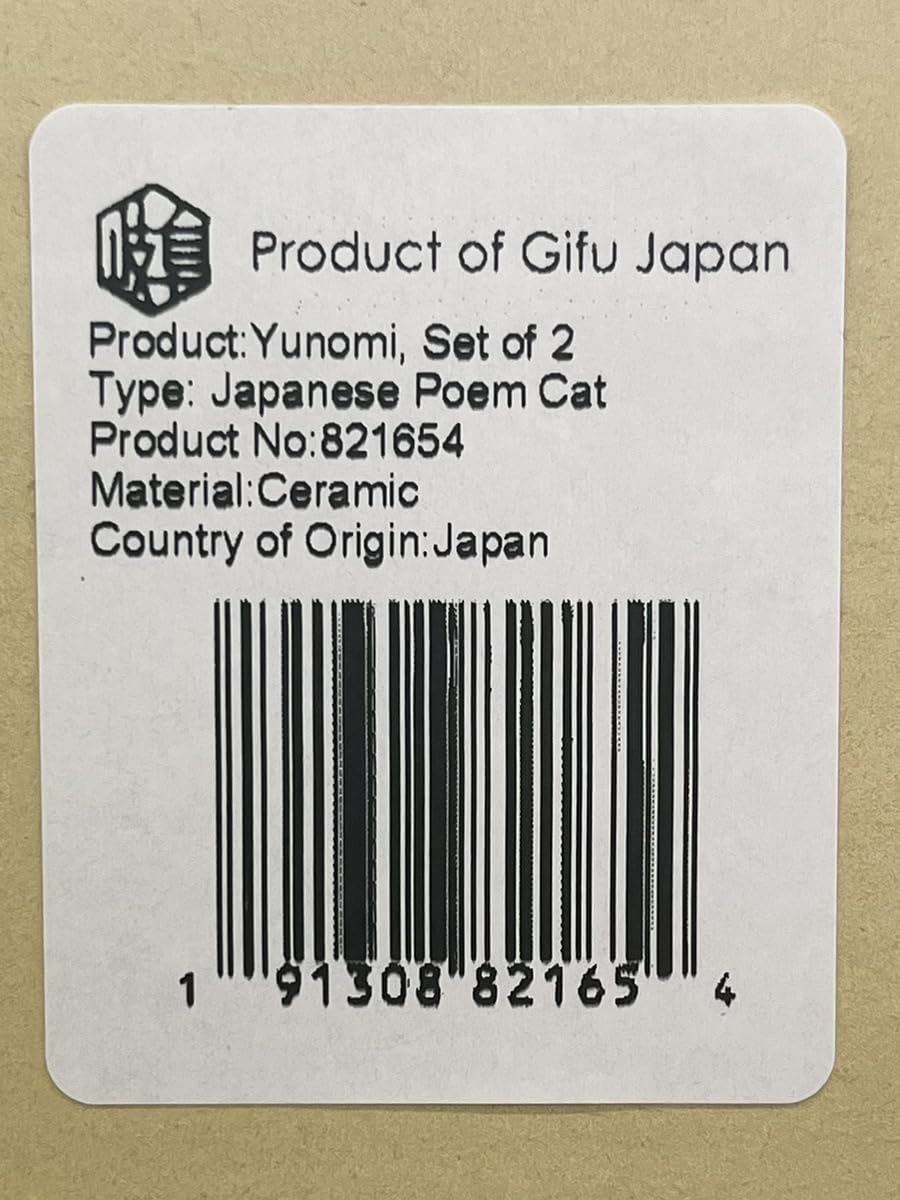 Product of Gifu Japan
Product:Yunomi, Set of 2
Type: Japanese Poem Cat
Product No:821654
Material:Ceramic
Country of Origin:Japan
1 91308 82165 4